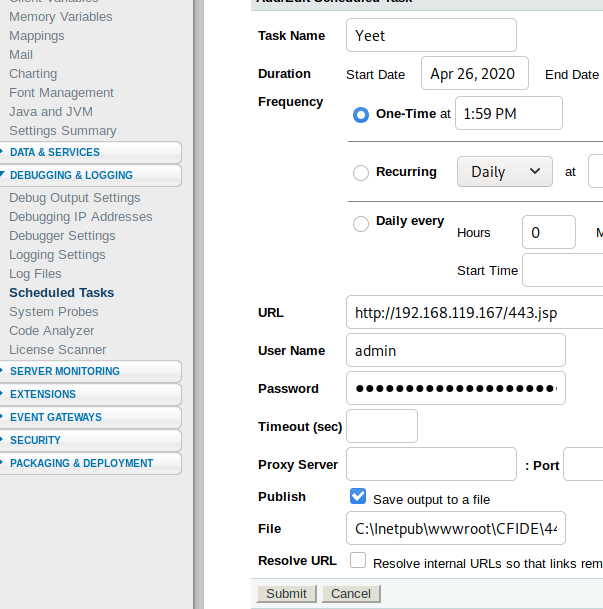 Memory Variables
Mappings
Mail
Charting
Font Management
Java and JVM
Settings Summary
DATA & SERVICES
DEBUGGING & LOGGING
Debug Output Settings
Debugging IP Addresses
Debugger Settings
Logging Settings
Log Files
Scheduled Tasks
System Probes
Code Analyzer
License Scanner
SERVER MONITORING
EXTENSIONS
EVENT GATEWAYS
SECURITY
PACKAGING & DEPLOYMENT
Add/Edit Scheduled Task
Task Name Yeet
Duration Start Date Apr 26, 2020 End Date
Frequency
One-Time at 1:59 PM
Recurring Daily at
Daily every Hours 0 M
Start Time
URL http://192.168.119.167/443.jsp
User Name admin
Password ••••••••••••••••••••
Timeout (sec)
Proxy Server : Port
Publish Save output to a file
File C:\Inetpub\wwwroot\CFIDE\44
Resolve URL Resolve internal URLs so that links rem
Submit Cancel